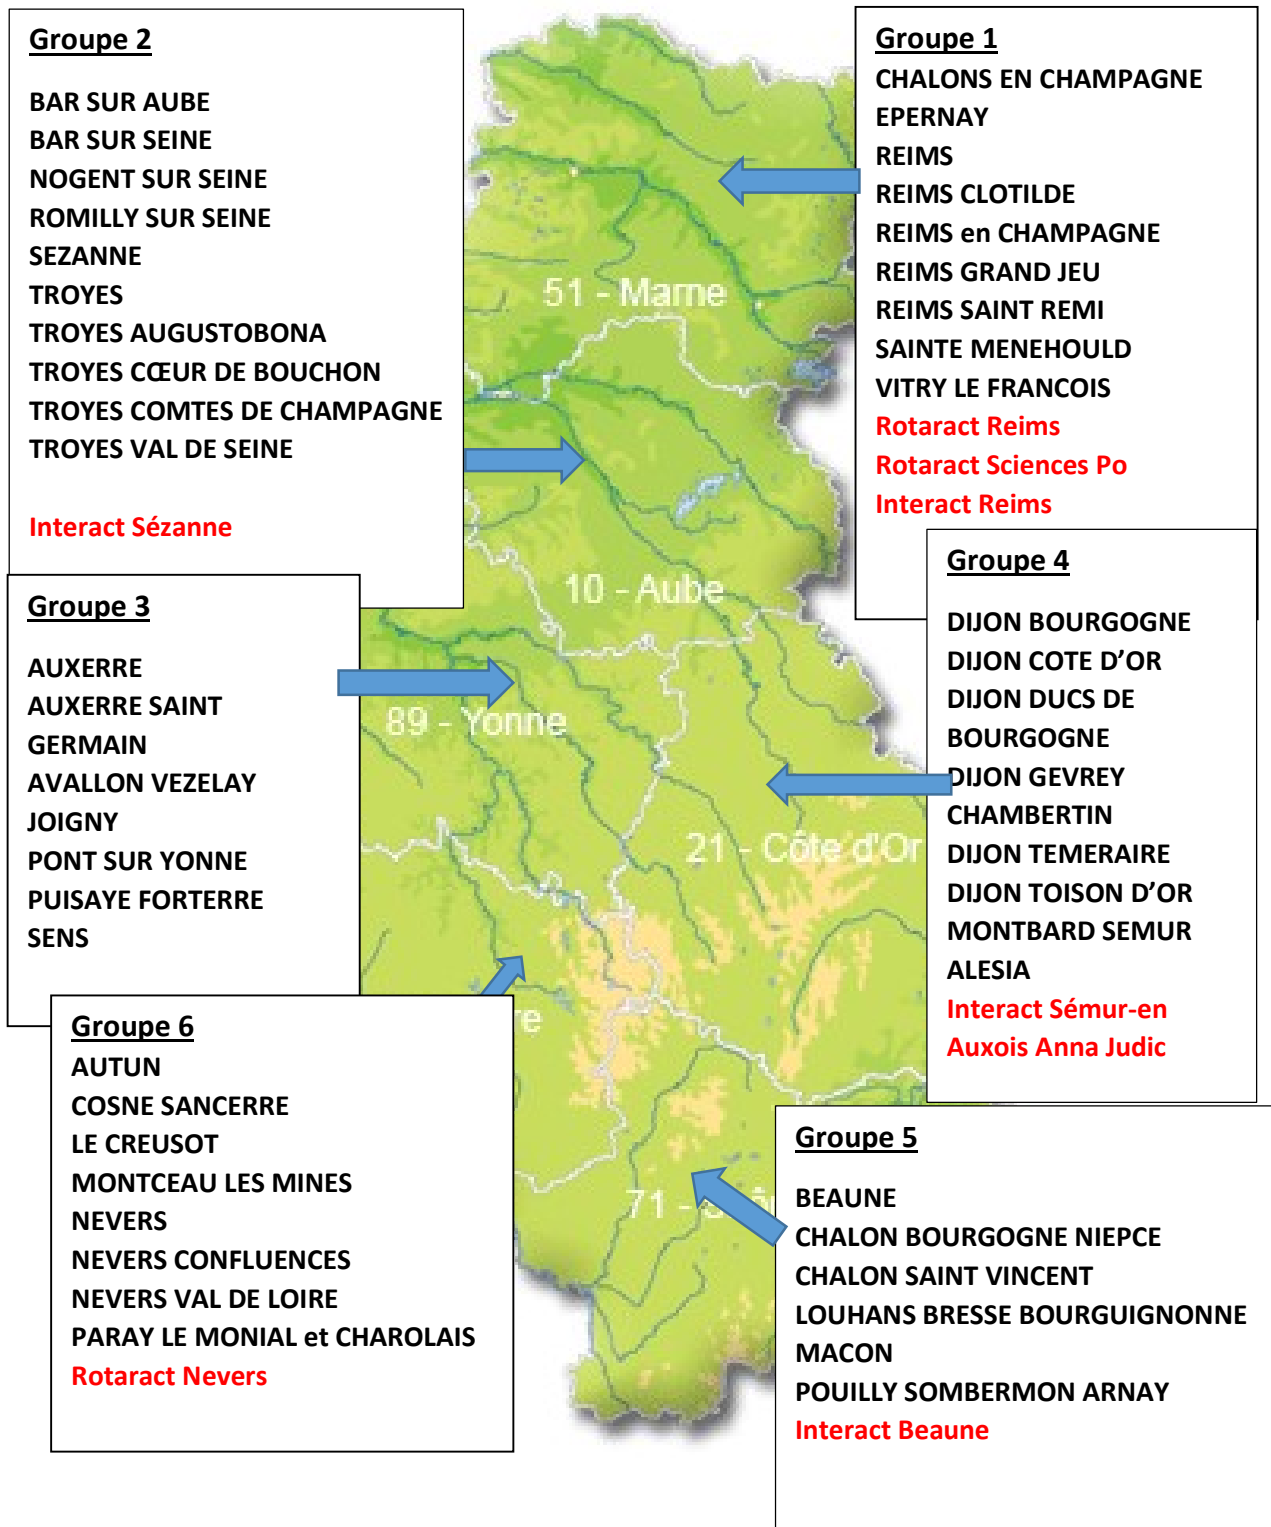 Groupe 2
BAR SUR AUBE
BAR SUR SEINE
NOGENT SUR SEINE
ROMILLY SUR SEINE
SEZANNE
TROYES
TROYES AUGUSTOBONA
TROYES CŒUR DE BOUCHON
TROYES COMTES DE CHAMPAGNE
TROYES VAL DE SEINE
Interact Sézanne
Groupe 1
CHALONS EN CHAMPAGNE
EPERNAY
REIMS
REIMS CLOTILDE
REIMS en CHAMPAGNE
REIMS GRAND JEU
REIMS SAINT REMI
SAINTE MENEHOULD
VITRY LE FRANCOIS
Rotaract Reims
Rotaract Sciences Po
Interact Reims
51 - Marne
10 - Aube
Groupe 3
AUXERRE
AUXERRE SAINT
GERMAIN
AVALLON VEZELAY
JOIGNY
PONT SUR YONNE
PUISAYE FORTERRE
SENS
89 - Yonne
Groupe 4
DIJON BOURGOGNE
DIJON COTE D’OR
DIJON DUCS DE
BOURGOGNE
DIJON GEVREY
CHAMBERTIN
DIJON TEMERAIRE
DIJON TOISON D’OR
MONTBARD SEMUR
ALESIA
Interact Sémur-en
Auxois Anna Judic
21 - Côte d'Or
Groupe 6
AUTUN
COSNE SANCERRE
LE CREUSOT
MONTCEAU LES MINES
NEVERS
NEVERS CONFLUENCES
NEVERS VAL DE LOIRE
PARAY LE MONIAL et CHAROLAIS
Rotaract Nevers
re
71 -
Groupe 5
BEAUNE
CHALON BOURGOGNE NIEPCE
CHALON SAINT VINCENT
LOUHANS BRESSE BOURGUIGNONNE
MACON
POUILLY SOMBERMON ARNAY
Interact Beaune